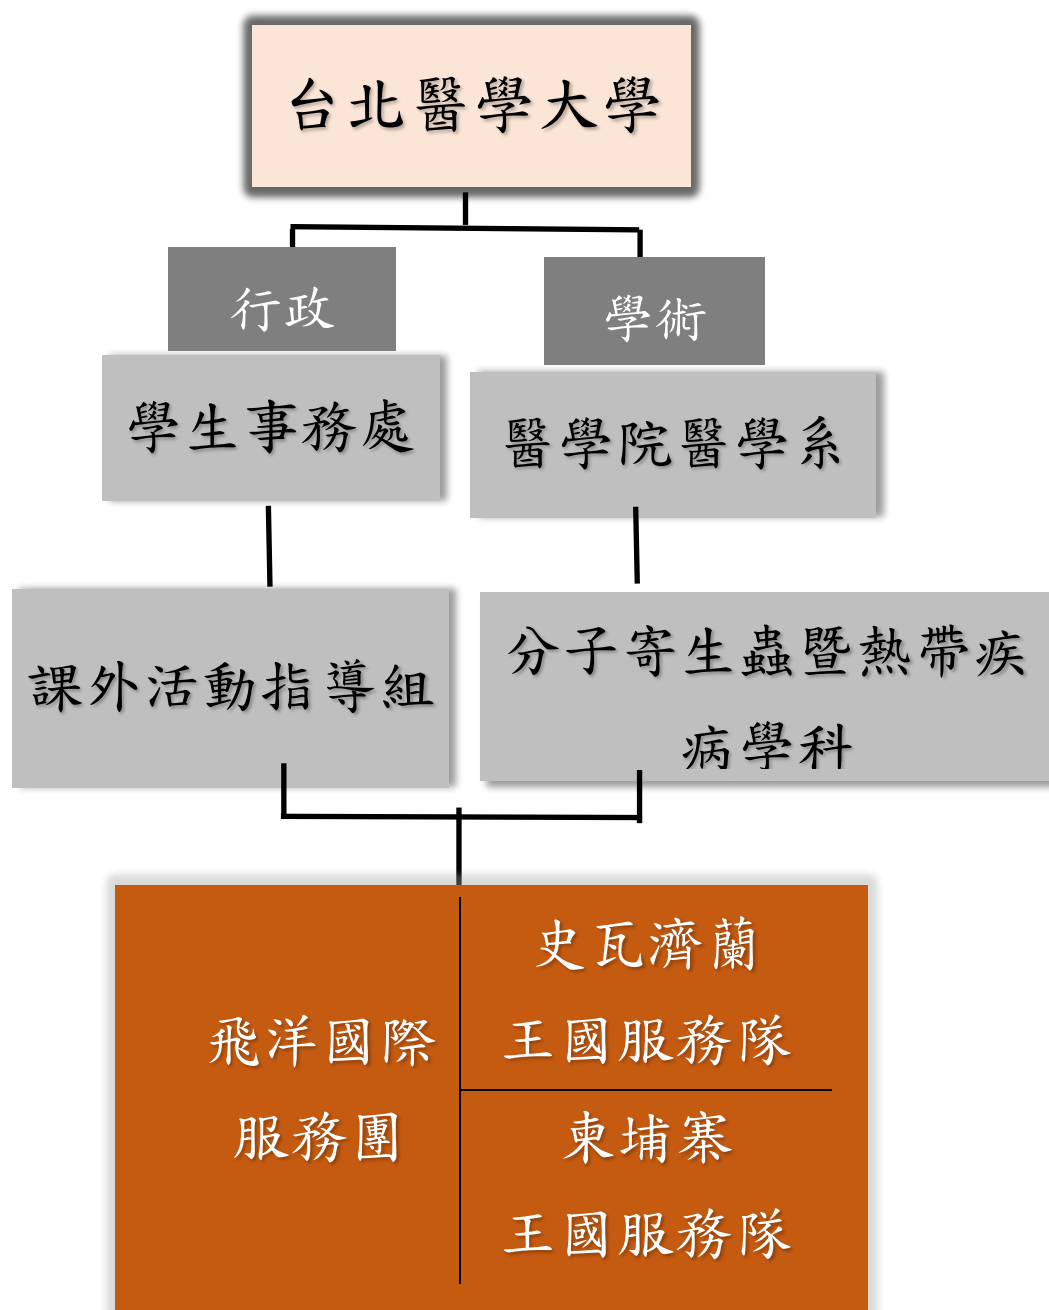 台北醫學大學
行政
學術
學生事務處
醫學院醫學系
課外活動指導組
分子寄生蟲暨熱帶疾
病學科
飛洋國際
服務團
史瓦濟蘭
王國服務隊
柬埔寨
王國服務隊